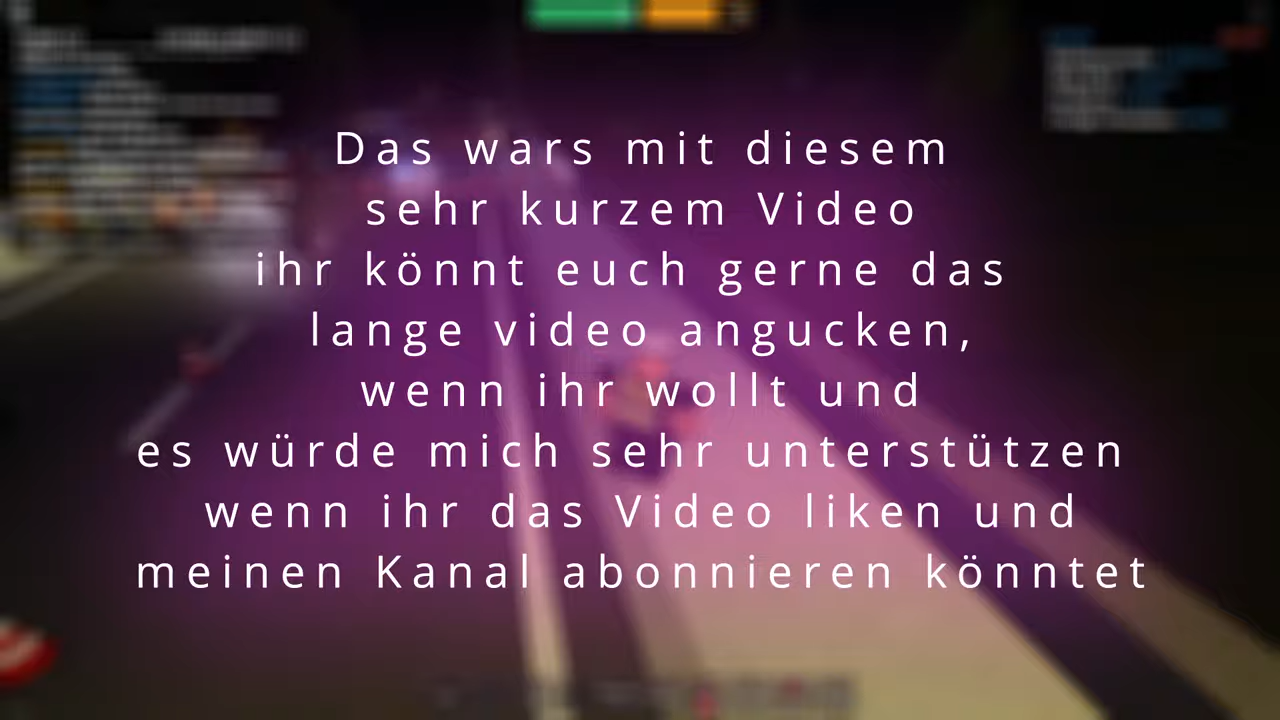 Das wars mit diesem
sehr kurzem Video
ihr könnt euch gerne das
lange video angucken,
wenn ihr wollt und
es würde mich sehr unterstützen
wenn ihr das Video liken und
meinen Kanal abonnieren könntet